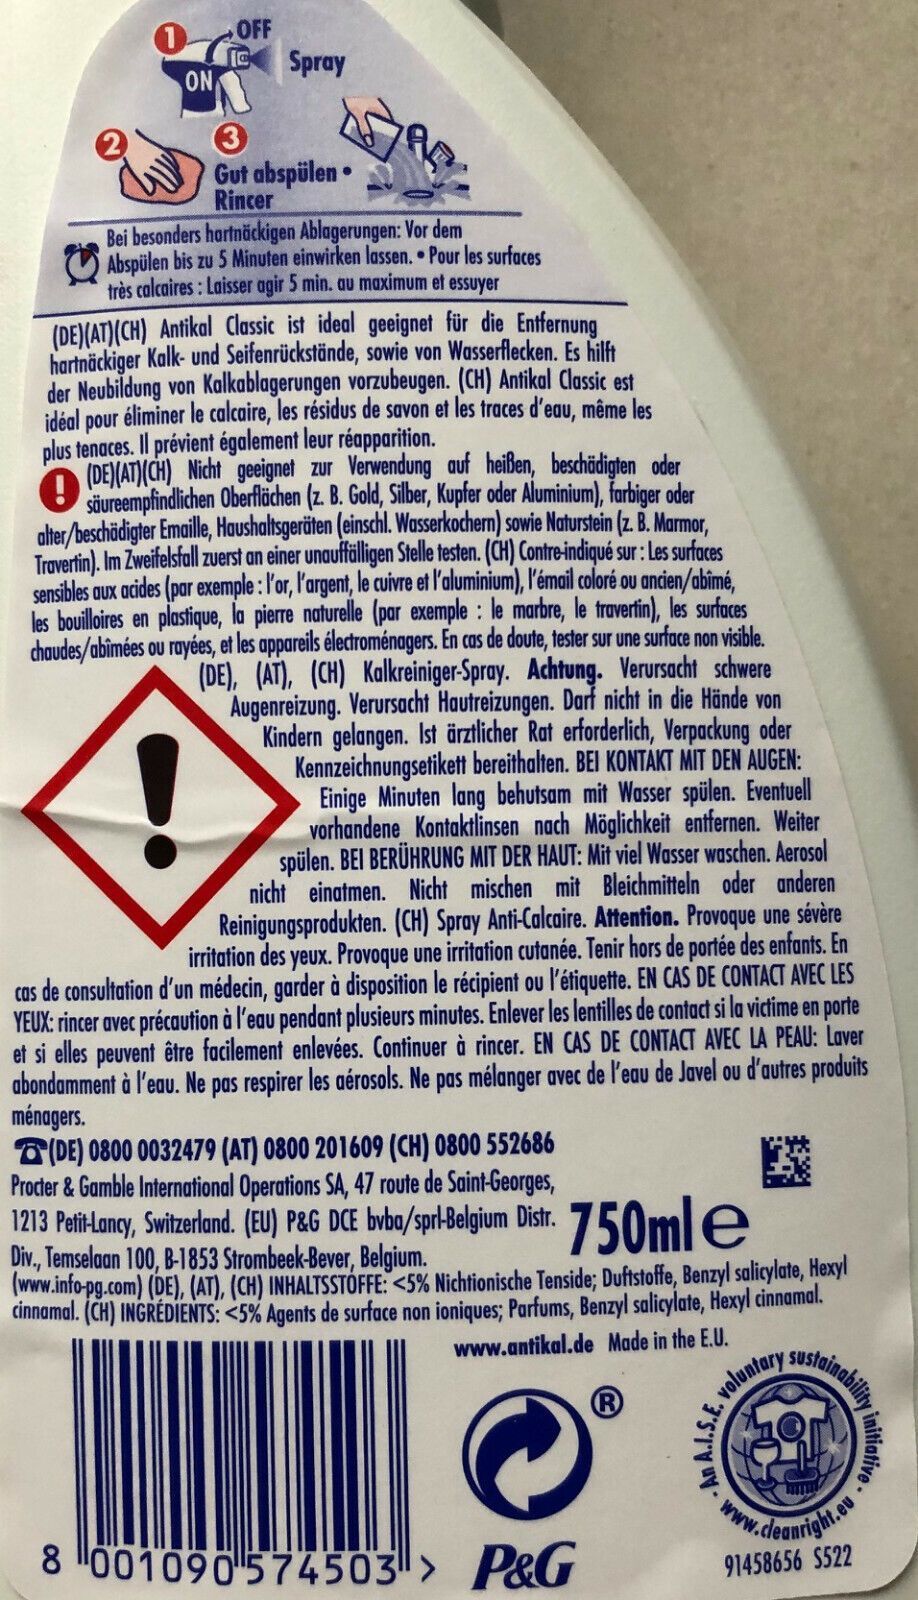 1 OFF
ON Spray
2 3
Gut abspülen •
Rincer
Bei besonders hartnäckigen Ablagerungen: Vor dem
Abspülen bis zu 5 Minuten einwirken lassen. • Pour les surfaces
très calcaires : Laisser agir 5 min. au maximum et essuyer
(DE)(AT)(CH) Antikal Classic ist ideal geeignet für die Entfernung
hartnäckiger Kalk- und Seifenrückstände, sowie von Wasserflecken. Es hilft
der Neubildung von Kalkablagerungen vorzubeugen. (CH) Antikal Classic est
idéal pour éliminer le calcaire, les résidus de savon et les traces d'eau, même les
plus tenaces. Il prévient également leur réapparition.
! (DE)(AT)(CH) Nicht geeignet zur Verwendung auf heißen, beschädigten oder
säureempfindlichen Oberflächen (z. B. Gold, Silber, Kupfer oder Aluminium), farbiger oder
alter/beschädigter Emaille, Haushaltsgeräten (einschl. Wasserkochern) sowie Naturstein (z. B. Marmor,
Travertin). Im Zweifelsfall zuerst an einer unauffälligen Stelle testen. (CH) Contre-indiqué sur : Les surfaces
sensibles aux acides (par exemple : l'or, l'argent, le cuivre et l'aluminium), l'émail coloré ou ancien/abîmé,
les bouilloires en plastique, la pierre naturelle (par exemple : le marbre, le travertin), les surfaces
chaudes/abîmées ou rayées, et les appareils électroménagers. En cas de doute, tester sur une surface non visible.
(DE), (AT), (CH) Kalkreiniger-Spray. Achtung. Verursacht schwere
Augenreizung. Verursacht Hautreizungen. Darf nicht in die Hände von
Kindern gelangen. Ist ärztlicher Rat erforderlich, Verpackung oder
Kennzeichnungsetikett bereithalten. BEI KONTAKT MIT DEN AUGEN:
Einige Minuten lang behutsam mit Wasser spülen. Eventuell
vorhandene Kontaktlinsen nach Möglichkeit entfernen. Weiter
spülen. BEI BERÜHRUNG MIT DER HAUT: Mit viel Wasser waschen. Aerosol
nicht einatmen. Nicht mischen mit Bleichmitteln oder anderen
Reinigungsprodukten. (CH) Spray Anti-Calcaire. Attention. Provoque une sévère
irritation des yeux. Provoque une irritation cutanée. Tenir hors de portée des enfants. En
cas de consultation d'un médecin, garder à disposition le récipient ou l'étiquette. EN CAS DE CONTACT AVEC LES
YEUX: rincer avec précaution à l'eau pendant plusieurs minutes. Enlever les lentilles de contact si la victime en porte
et si elles peuvent être facilement enlevées. Continuer à rincer. EN CAS DE CONTACT AVEC LA PEAU: Laver
abondamment à l'eau. Ne pas respirer les aérosols. Ne pas mélanger avec de l'eau de Javel ou d'autres produits
ménagers.
☎(DE) 0800 0032479 (AT) 0800 201609 (CH) 0800 552686
Procter & Gamble International Operations SA, 47 route de Saint-Georges,
1213 Petit-Lancy, Switzerland. (EU) P&G DCE bvba/sprl-Belgium Distr.
Div., Temselaan 100, B-1853 Strombeek-Bever, Belgium.
750ml e
(www.info-pg.com) (DE), (AT), (CH) INHALTSSTOFFE: <5% Nichtionische Tenside; Duftstoffe, Benzyl salicylate, Hexyl
cinnamal. (CH) INGRÉDIENTS: <5% Agents de surface non ioniques; Parfums, Benzyl salicylate, Hexyl cinnamal.
www.antikal.de Made in the E.U.
®
P&G
An A.I.S.E. voluntary sustainability initiative
www.cleanright.eu
91458656 S522
8 001090 574503 >